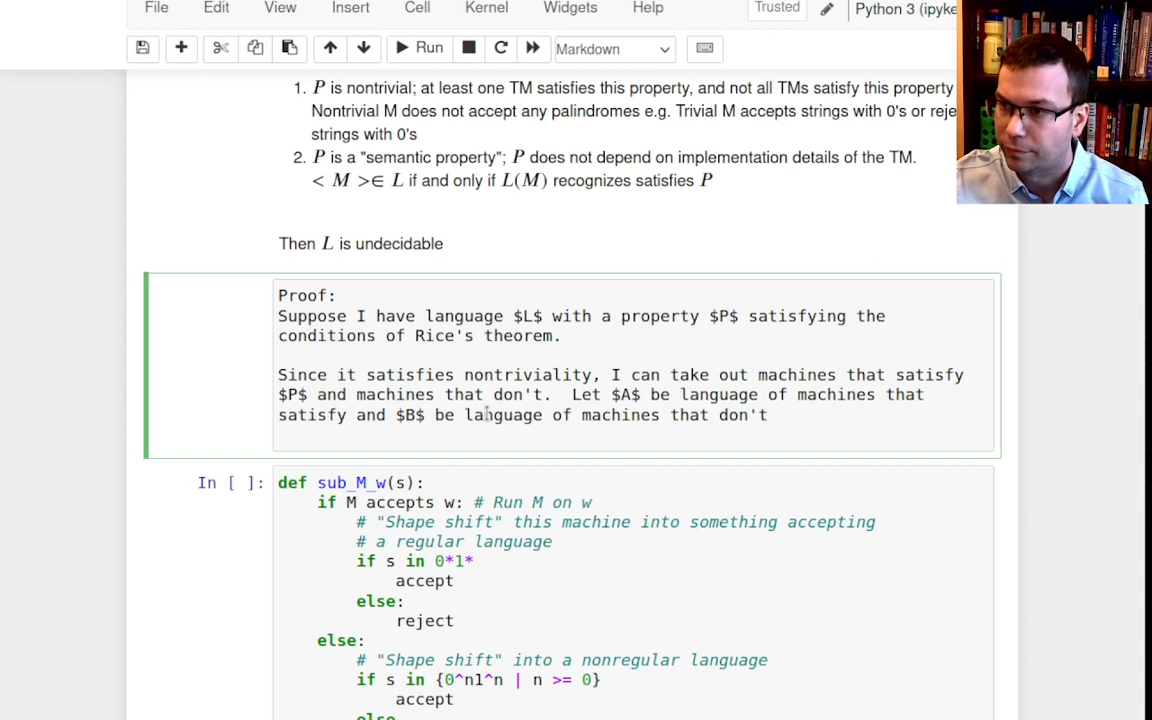 File Edit View Insert Cell Kernel Widgets Help Trusted Python 3 (ipyke
Run Markdown
1. P is nontrivial; at least one TM satisfies this property, and not all TMs satisfy this property
Nontrivial M does not accept any palindromes e.g. Trivial M accepts strings with 0's or reje
strings with 0's
2. P is a "semantic property"; P does not depend on implementation details of the TM.
< M >∈ L if and only if L(M) recognizes satisfies P
Then L is undecidable
Proof:
Suppose I have language $L$ with a property $P$ satisfying the
conditions of Rice's theorem.
Since it satisfies nontriviality, I can take out machines that satisfy
$P$ and machines that don't.  Let $A$ be language of machines that
satisfy and $B$ be language of machines that don't
In [ ]: def sub_M_w(s):
if M accepts w: # Run M on w
# "Shape shift" this machine into something accepting
# a regular language
if s in 0*1*
accept
else:
reject
else:
# "Shape shift" into a nonregular language
if s in {0^n1^n | n >= 0}
accept
else